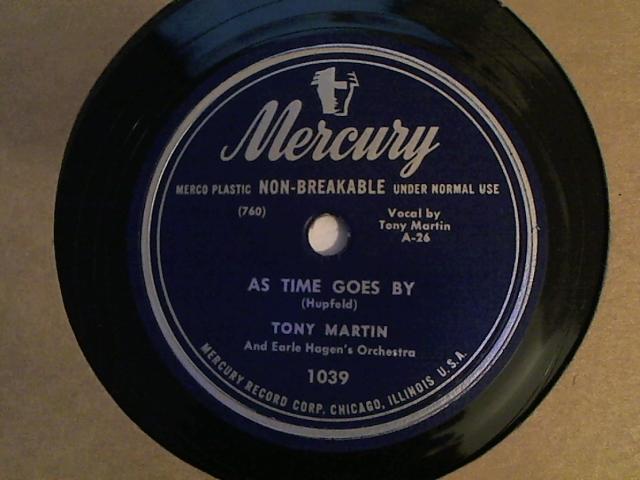 Mercury
MERCO PLASTIC NON-BREAKABLE UNDER NORMAL USE
(760)
Vocal by
Tony Martin
A-26
AS TIME GOES BY
(Hupfeld)
TONY MARTIN
And Earle Hagen's Orchestra
1039
MERCURY RECORD CORP. CHICAGO, ILLINOIS U.S.A.